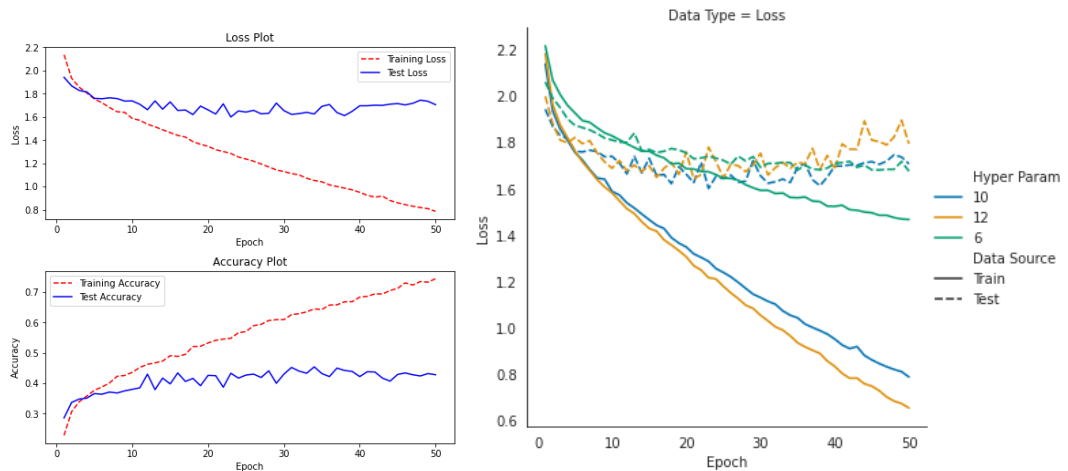 Loss Plot
2.2
2.0
1.8
1.6
1.4
1.2
1.0
0.8
Loss
Training Loss
Test Loss
0
10
20
30
40
50
Epoch
Accuracy Plot
0.7
0.6
0.5
0.4
0.3
Accuracy
Training Accuracy
Test Accuracy
0
10
20
30
40
50
Epoch
Data Type = Loss
2.2
2.0
1.8
1.6
1.4
1.2
1.0
0.8
0.6
Loss
0
10
20
30
40
50
Epoch
Hyper Param
10
12
6
Data Source
Train
Test